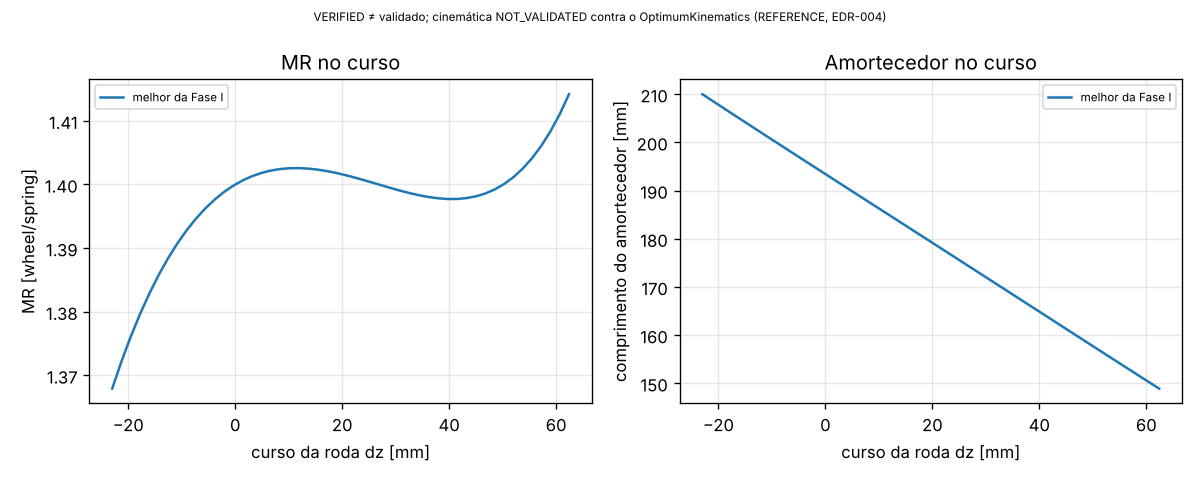 VERIFIED ≠ validado; cinemática NOT_VALIDATED contra o OptimumKinematics (REFERENCE, EDR-004)
MR no curso
melhor da Fase I
MR [wheel/spring]
1.41
1.40
1.39
1.38
1.37
−20
0
20
40
60
curso da roda dz [mm]
Amortecedor no curso
melhor da Fase I
comprimento do amortecedor [mm]
210
200
190
180
170
160
150
−20
0
20
40
60
curso da roda dz [mm]